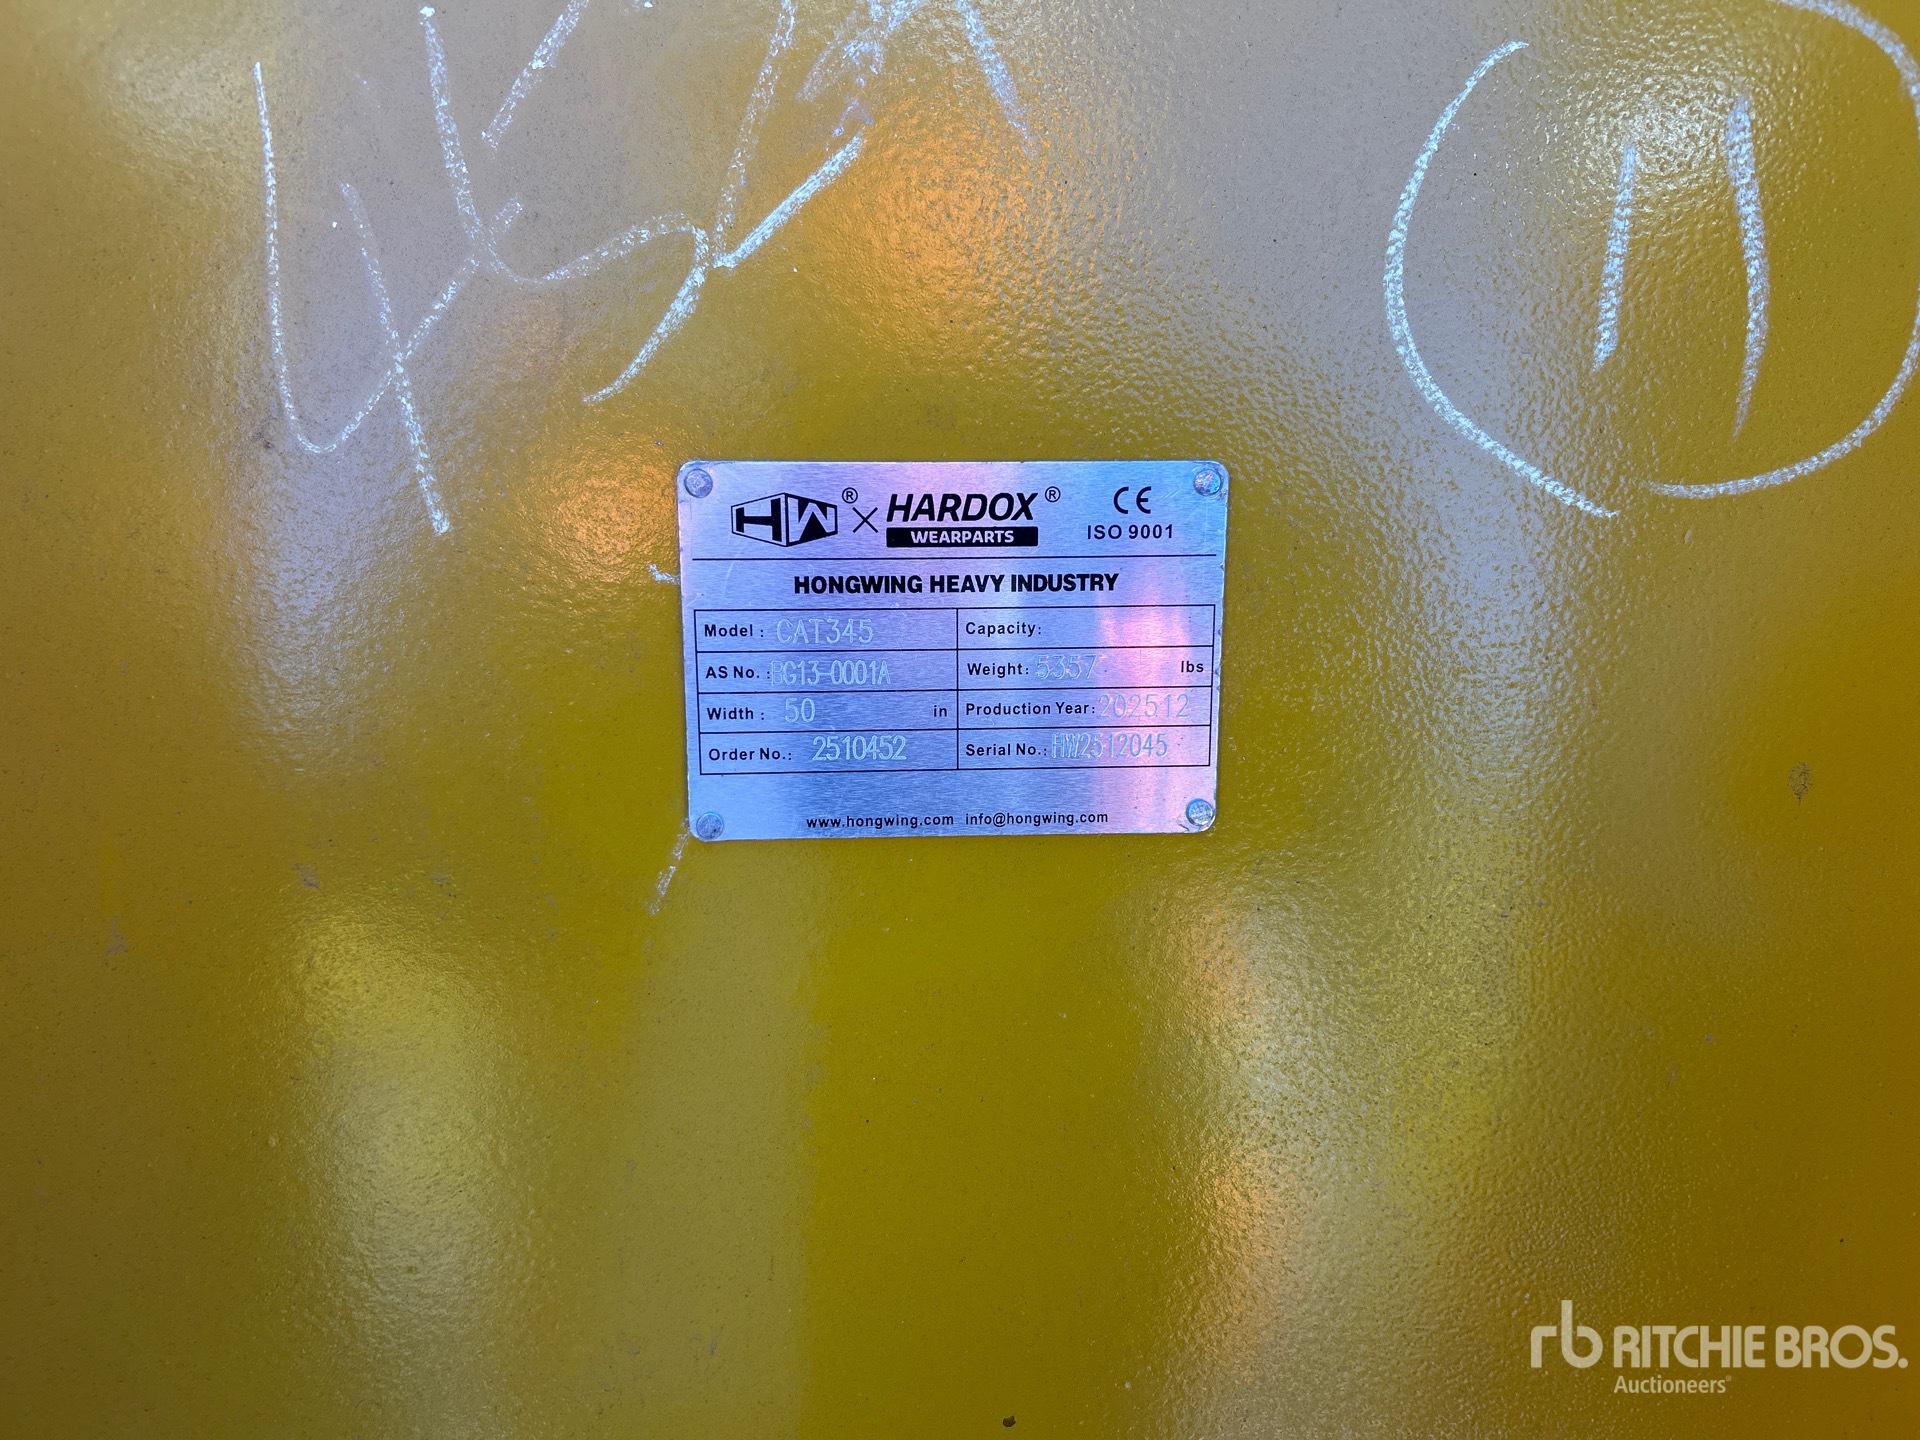 11
HW® × HARDOX® CE
WEARPARTS ISO 9001
HONGWING HEAVY INDUSTRY
Model : CAT345 Capacity:
AS No. : BG13-0001A Weight: 5357 lbs
Width : 50 in Production Year: 202512
Order No.: 2510452 Serial No.: HW2512045
www.hongwing.com info@hongwing.com
rb RITCHIE BROS.
Auctioneers